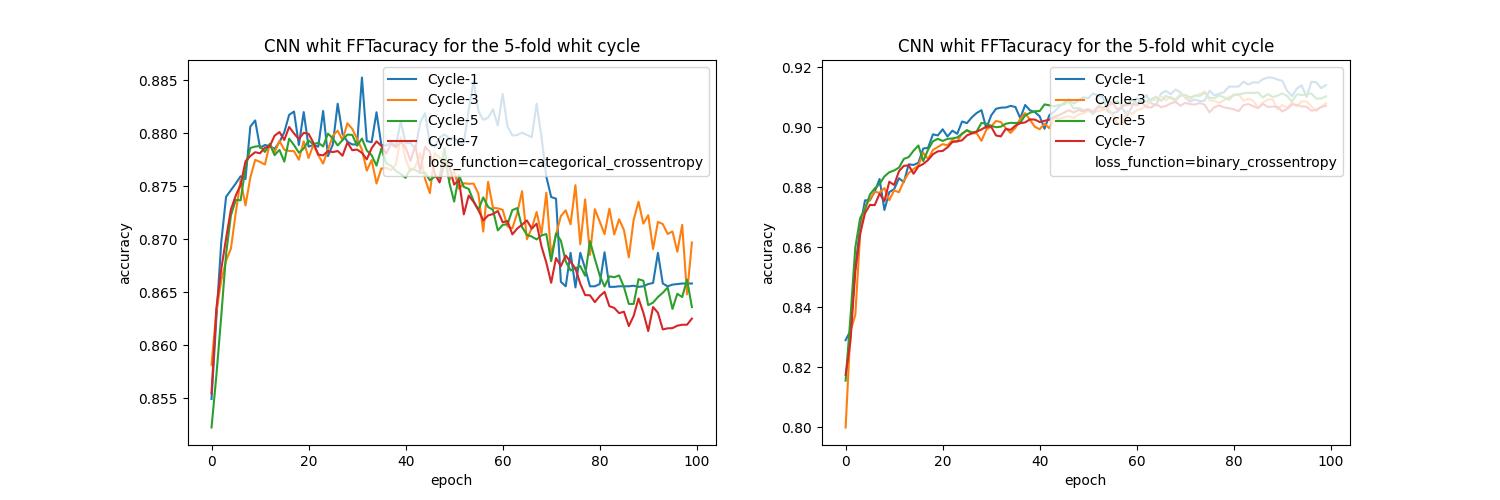 CNN whit FFTacuracy for the 5-fold whit cycle
0.885
0.880
0.875
0.870
0.865
0.860
0.855
accuracy
Cycle-1
Cycle-3
Cycle-5
Cycle-7
loss_function=categorical_crossentropy
0 20 40 60 80 100
epoch
CNN whit FFTacuracy for the 5-fold whit cycle
0.92
0.90
0.88
0.86
0.84
0.82
0.80
accuracy
Cycle-1
Cycle-3
Cycle-5
Cycle-7
loss_function=binary_crossentropy
0 20 40 60 80 100
epoch